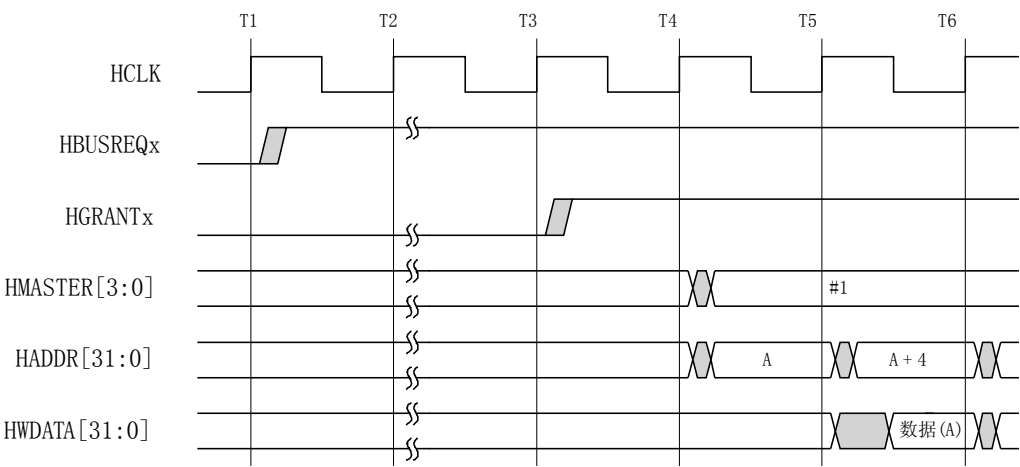 T1 T2 T3 T4 T5 T6
HCLK
HBUSREQx
HGRANTx
HMASTER[3:0] #1
HADDR[31:0] A A + 4
HWDATA[31:0] 数据(A)